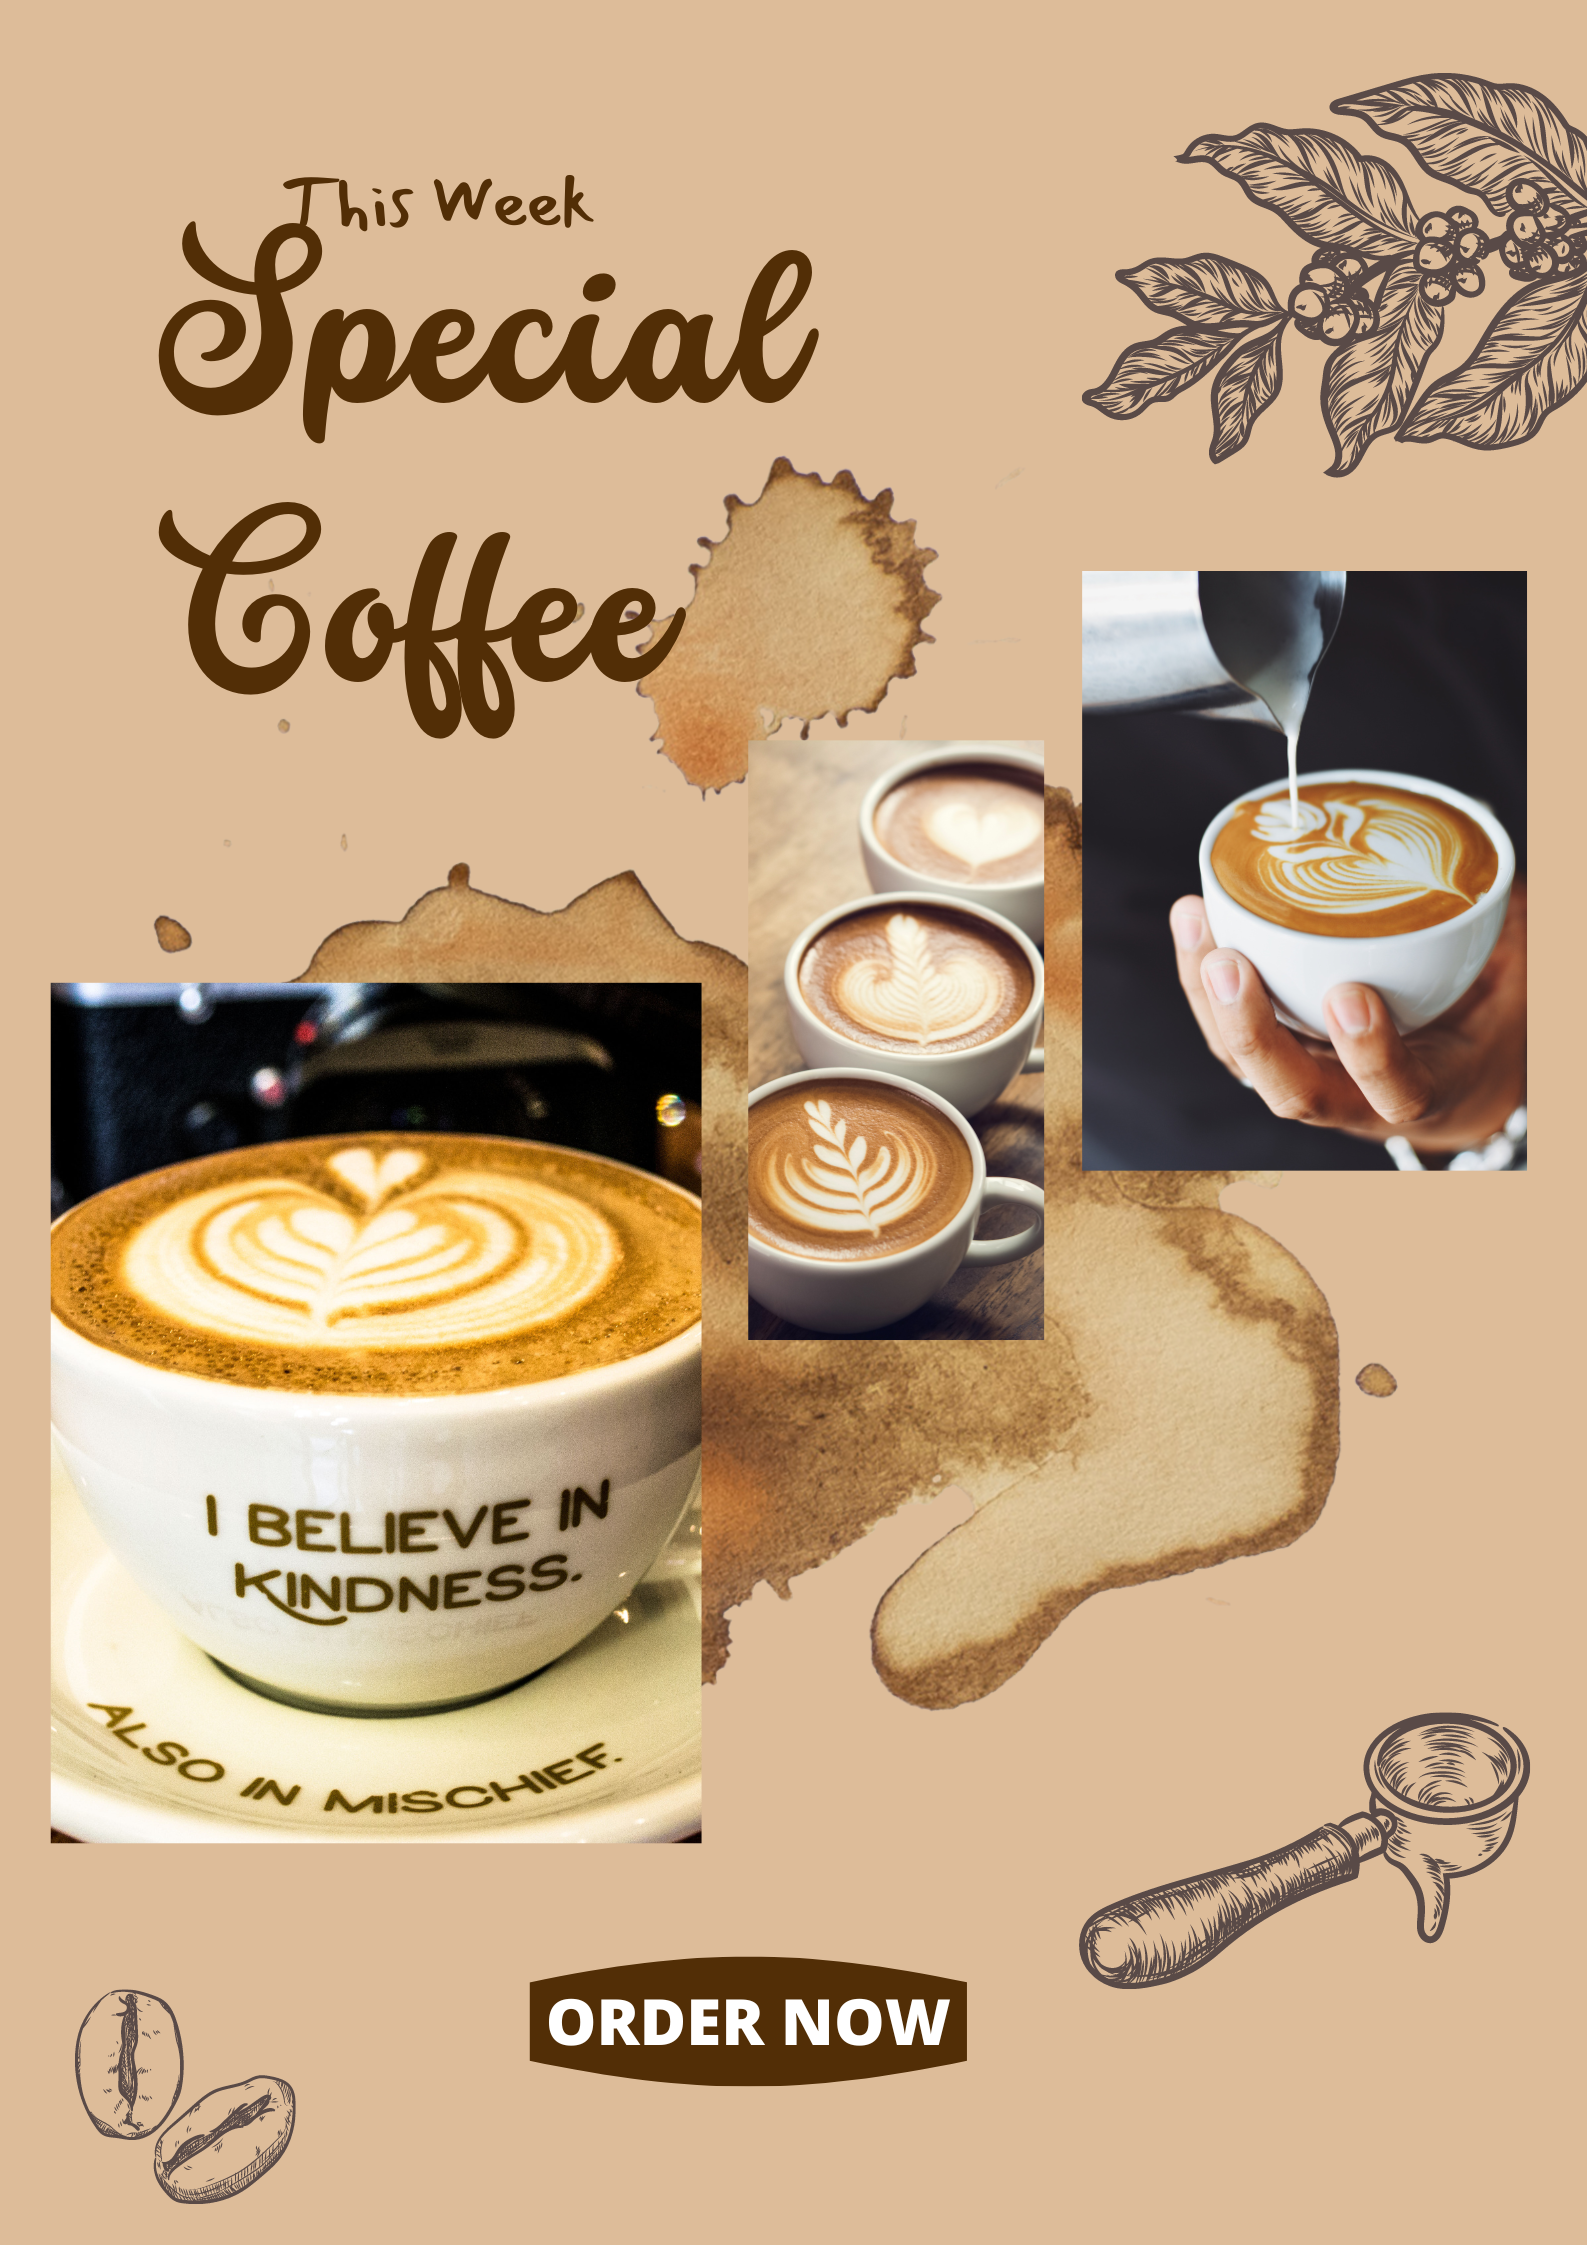 This Week
Special
Coffee
I BELIEVE IN
KINDNESS.
ALSO IN MISCHIEF.
ORDER NOW